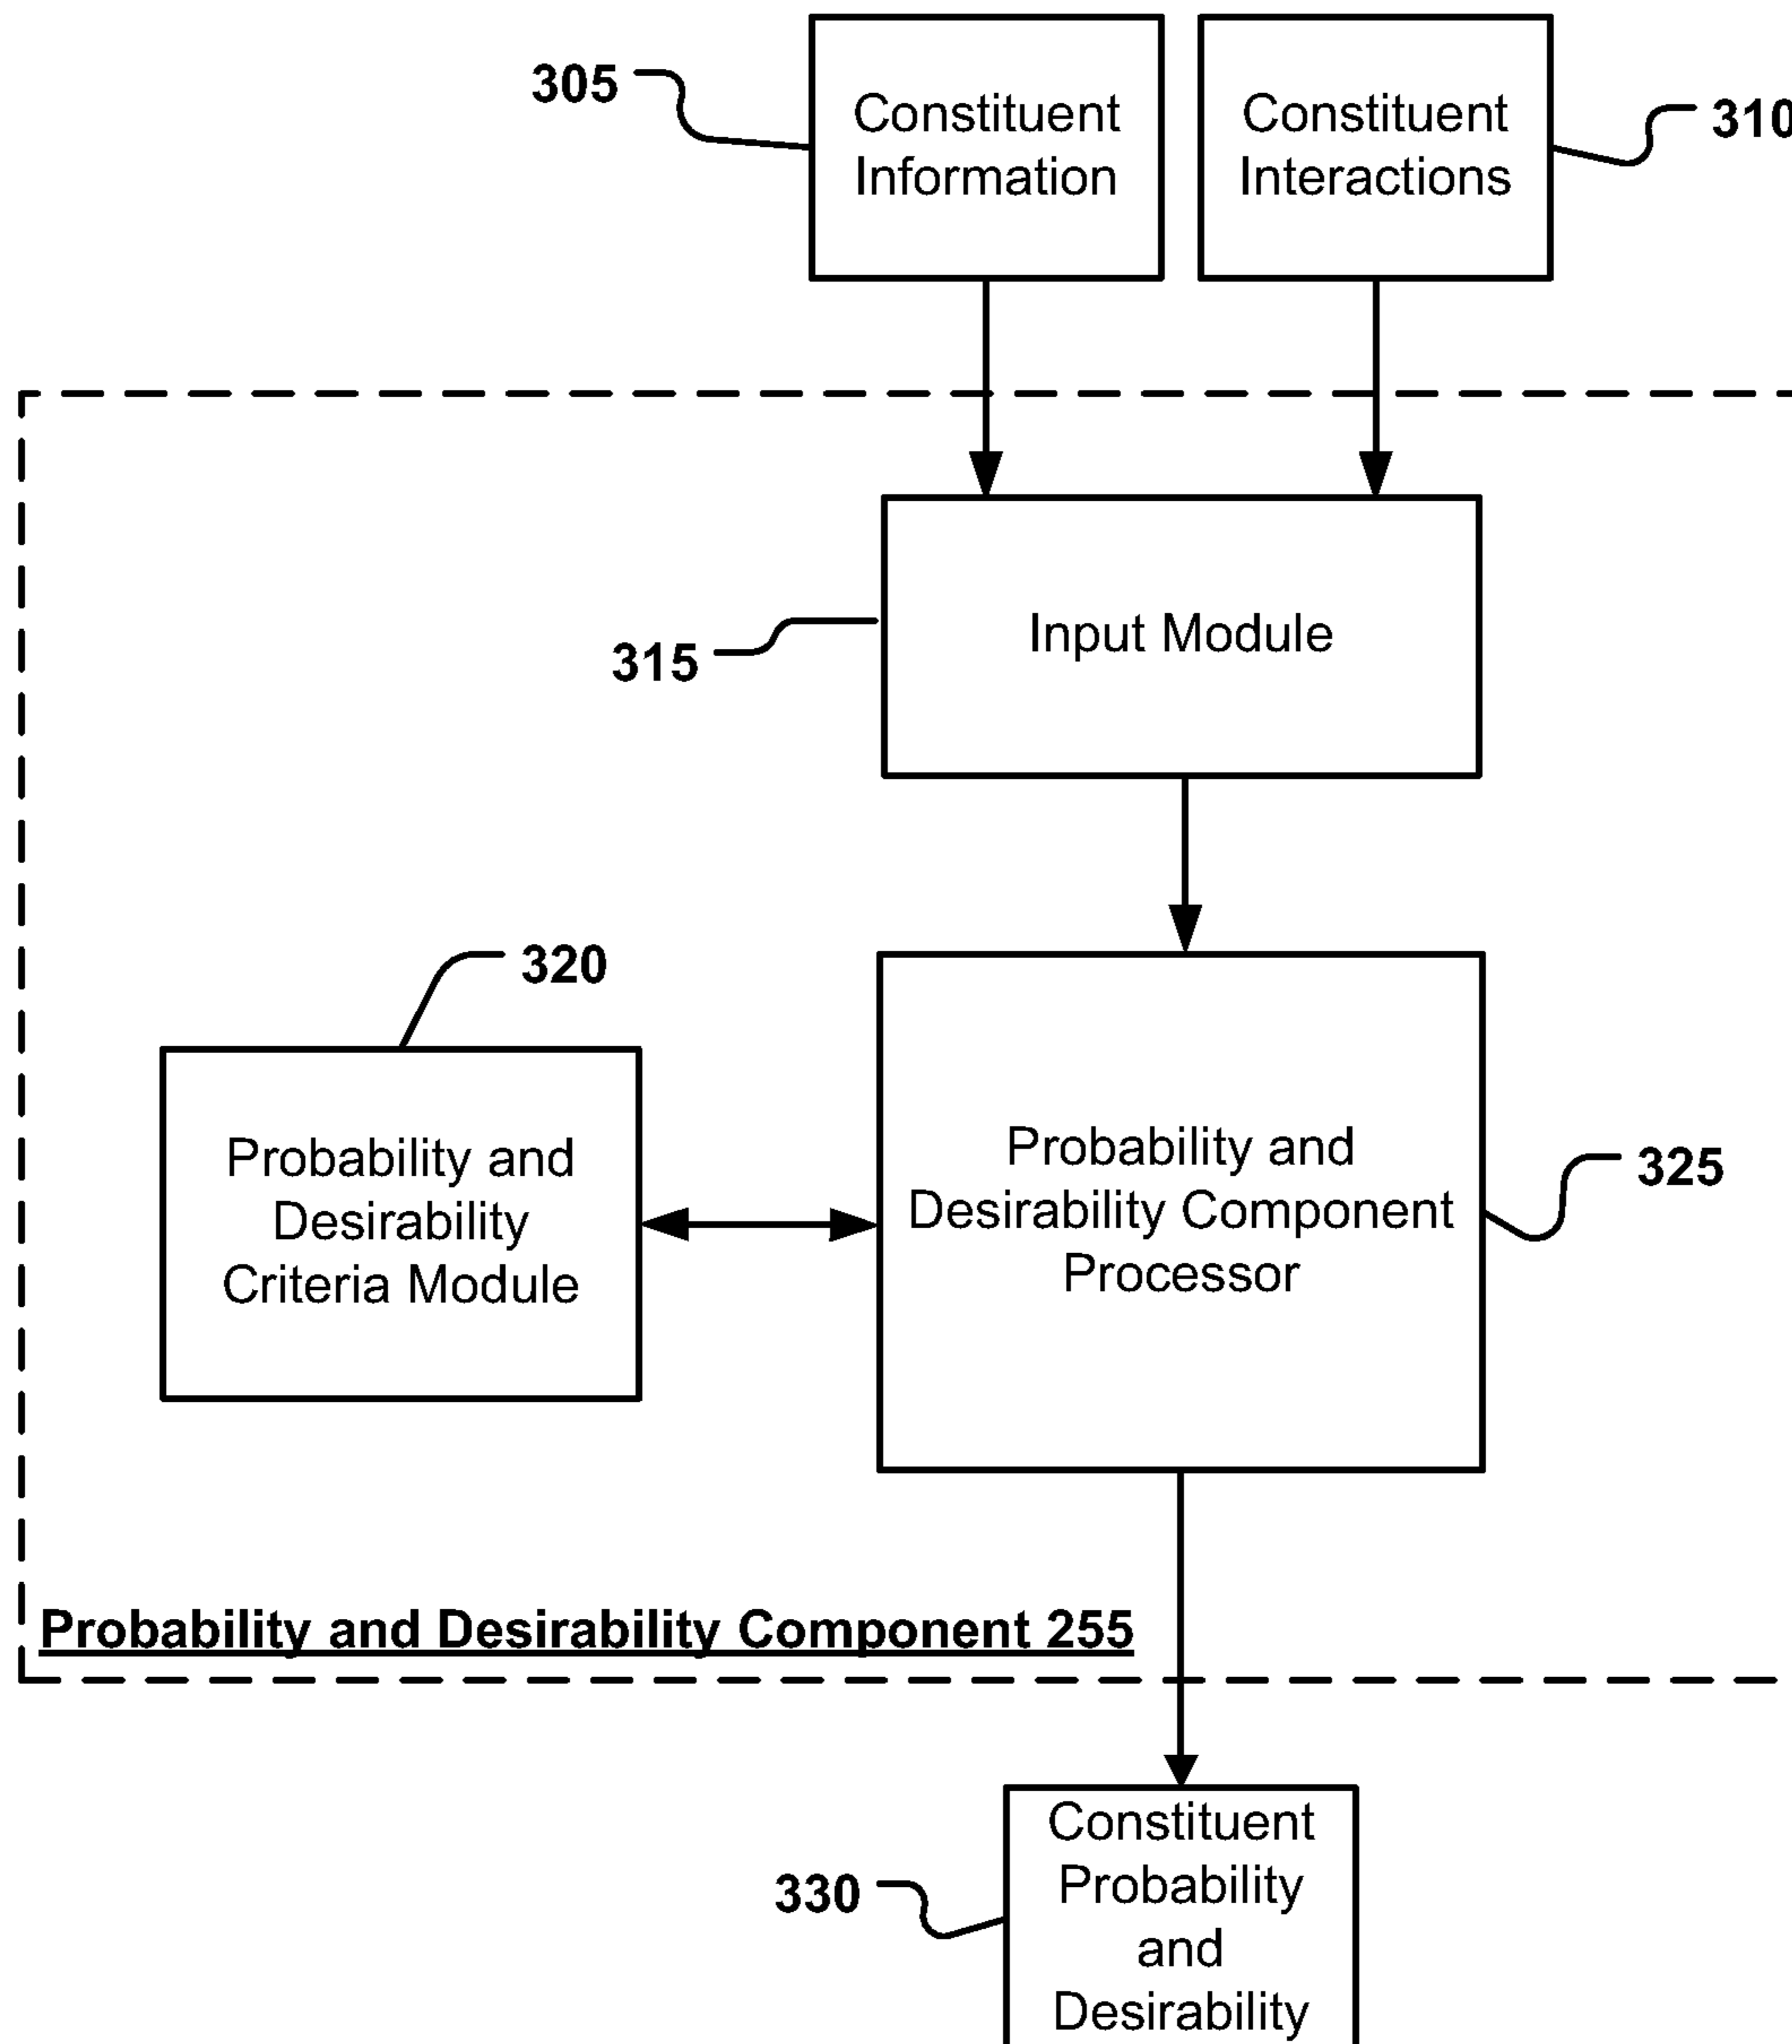 305
Constituent
Information
Constituent
Interactions
310
Input Module
315
320
Probability and
Desirability
Criteria Module
Probability and
Desirability Component
Processor
325
Probability and Desirability Component 255
330
Constituent
Probability
and
Desirability